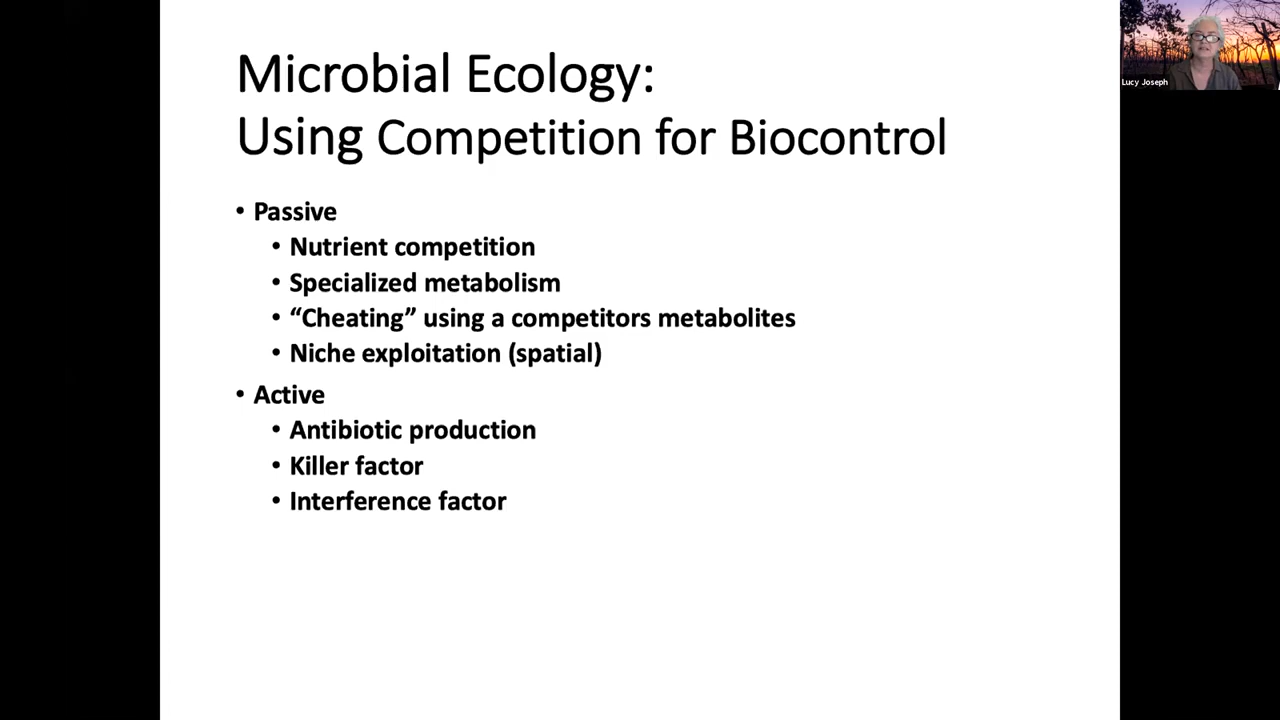 Microbial Ecology:
Using Competition for Biocontrol
• Passive
• Nutrient competition
• Specialized metabolism
• “Cheating” using a competitors metabolites
• Niche exploitation (spatial)
• Active
• Antibiotic production
• Killer factor
• Interference factor
Lucy Joseph